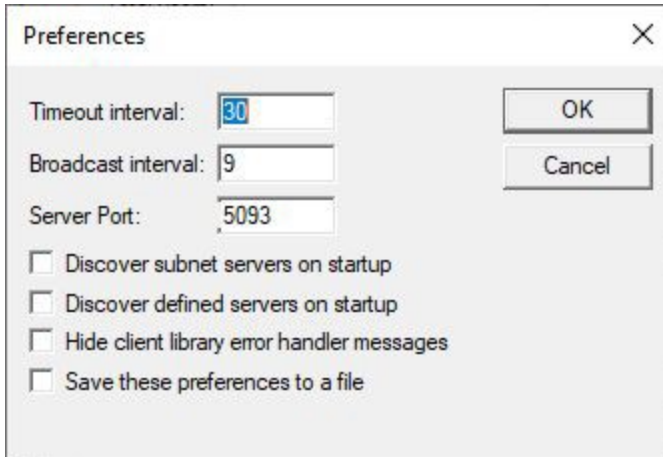 Preferences
Timeout interval: 30
OK
Broadcast interval: 9
Cancel
Server Port: 5093
Discover subnet servers on startup
Discover defined servers on startup
Hide client library error handler messages
Save these preferences to a file